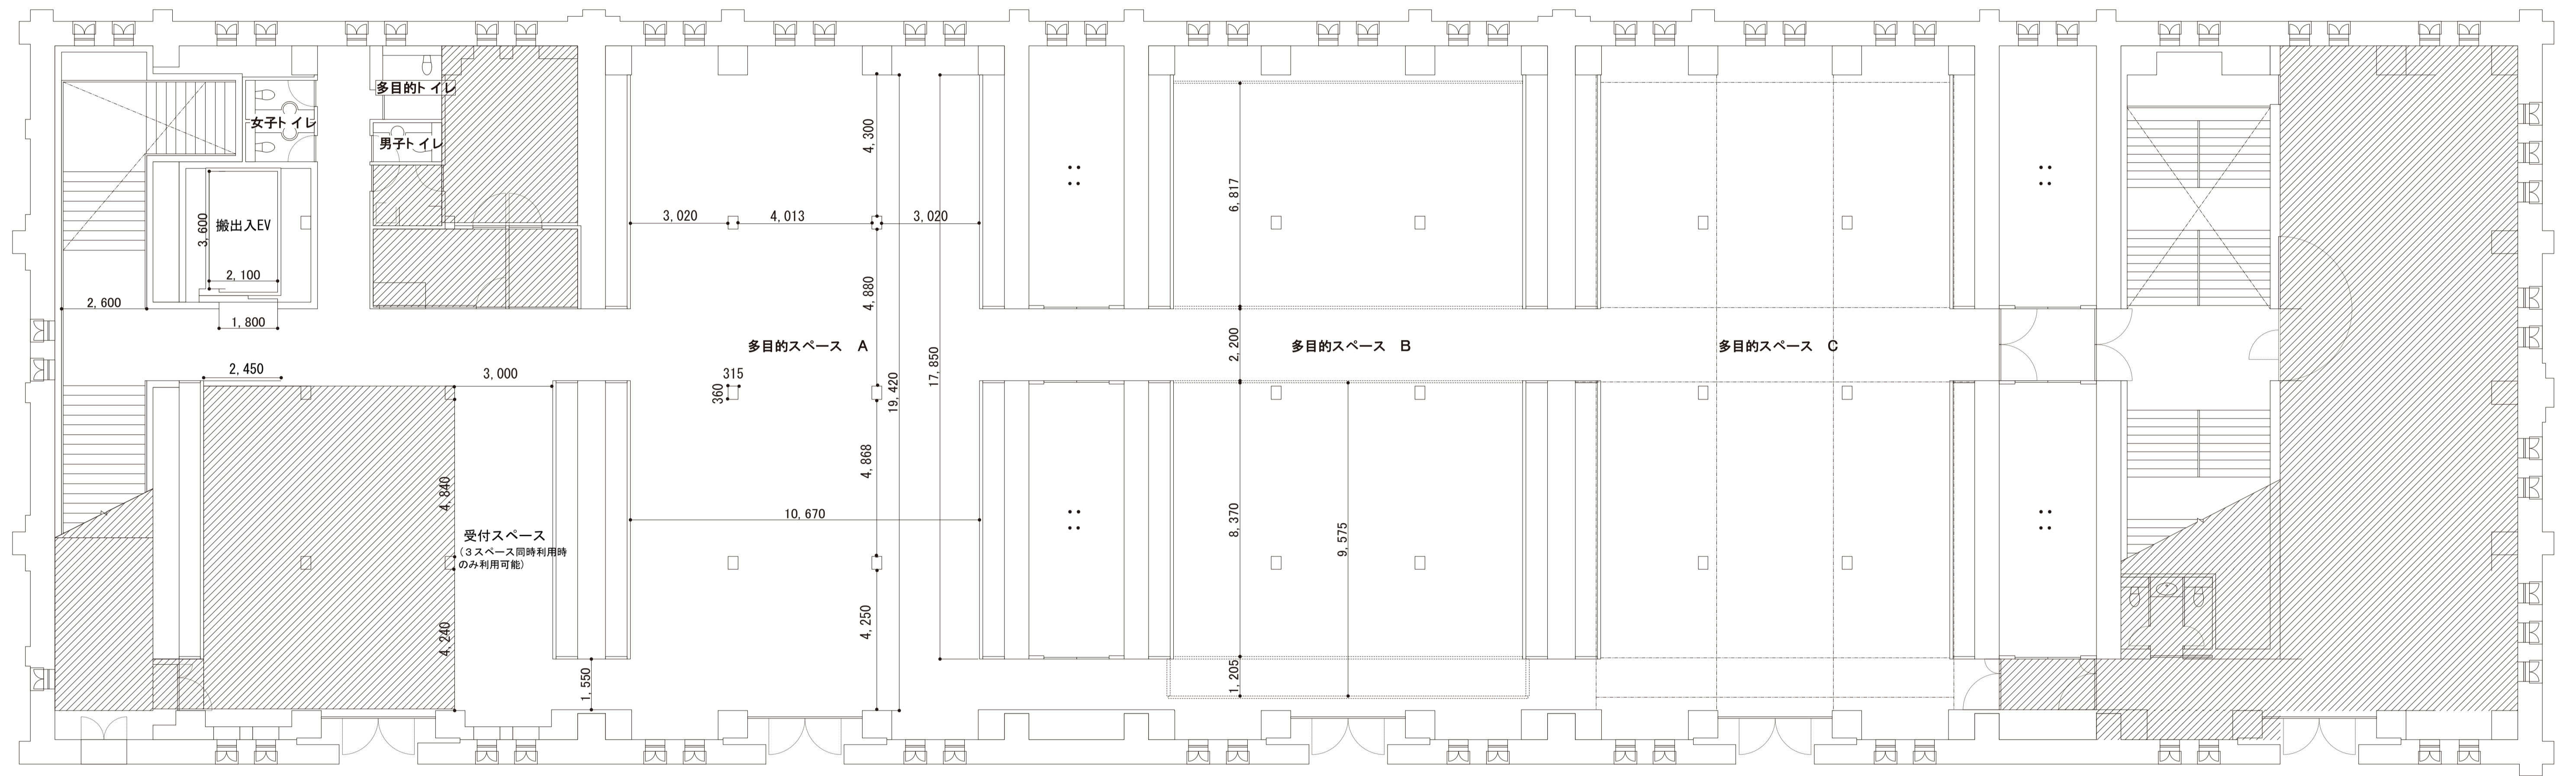 多目的トイレ
女子トイレ
男子トイレ
4,300
6,817
3,020
4,013
3,020
3,600
搬出入EV
2,100
4,880
2,600
1,800
多目的スペース　A
多目的スペース　B
多目的スペース　C
2,200
17,850
19,420
2,450
3,000
315
360
4,868
4,840
10,670
8,370
9,575
受付スペース
（３スペース同時利用時
のみ利用可能）
4,240
4,250
1,550
1,205